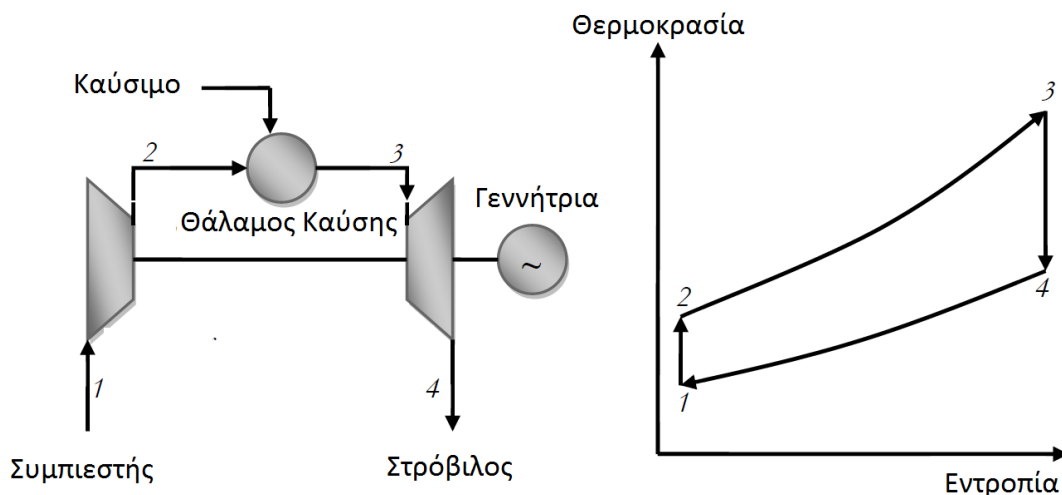 Καύσιμο
2
3
Θάλαμος Καύσης
Γεννήτρια
~
1
4
Συμπιεστής
Στρόβιλος
Θερμοκρασία
3
2
4
1
Εντροπία